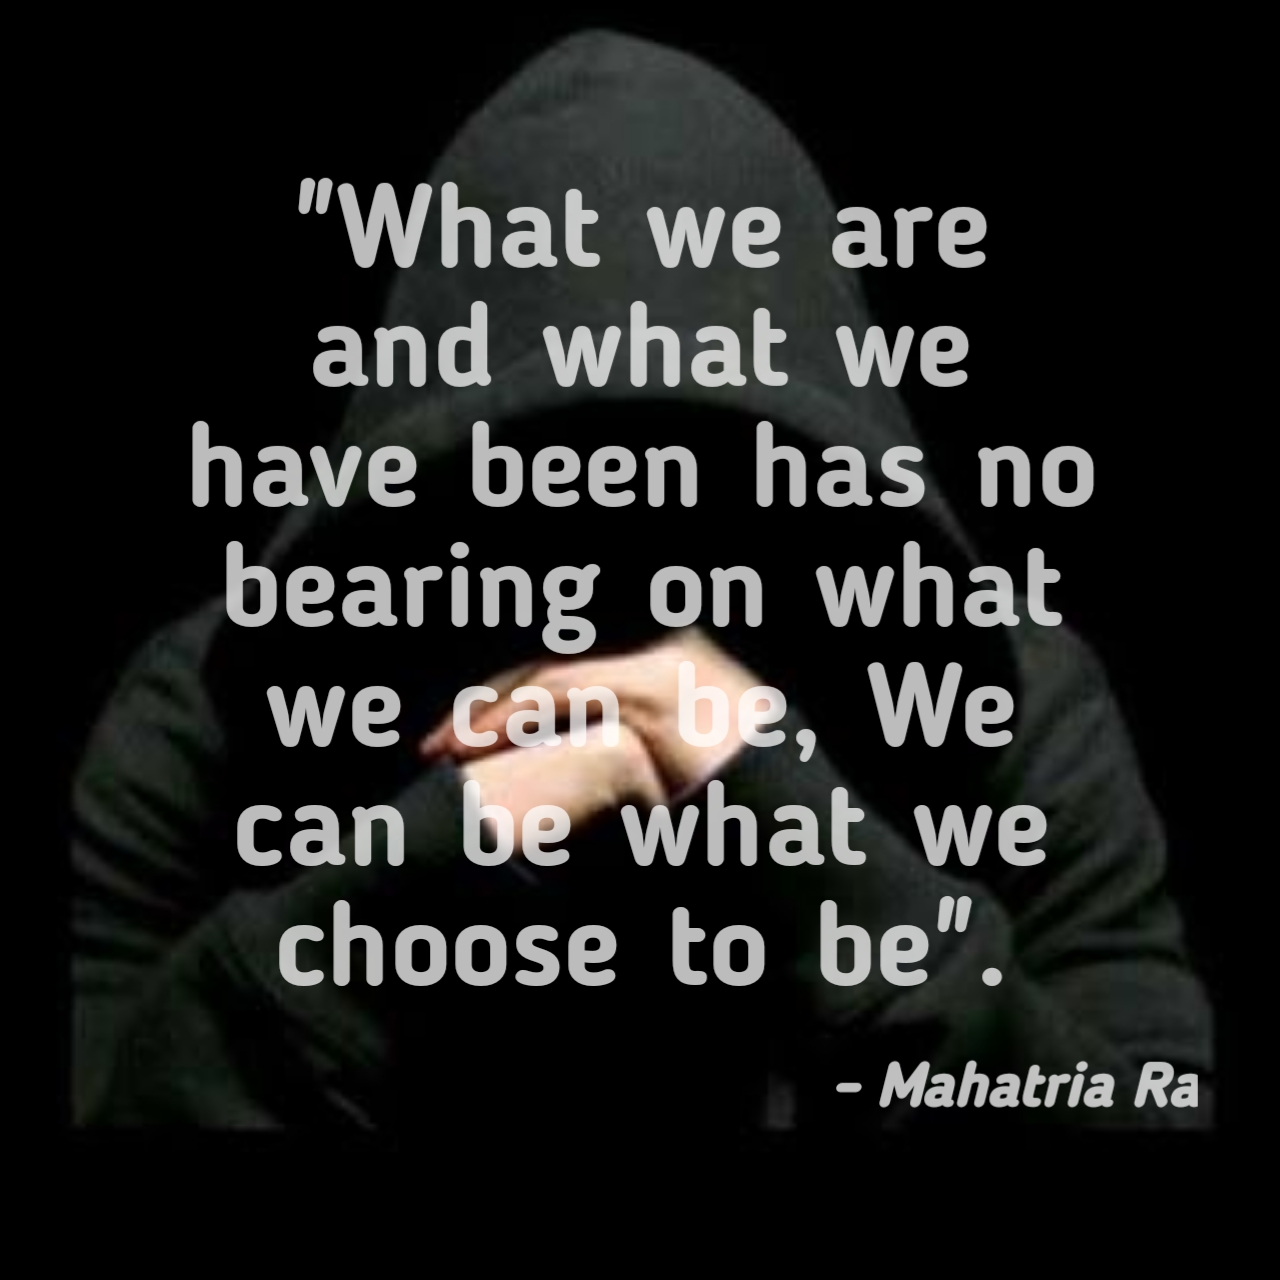 "What we are
and what we
have been has no
bearing on what
we can be, We
can be what we
choose to be".
- Mahatria Ra